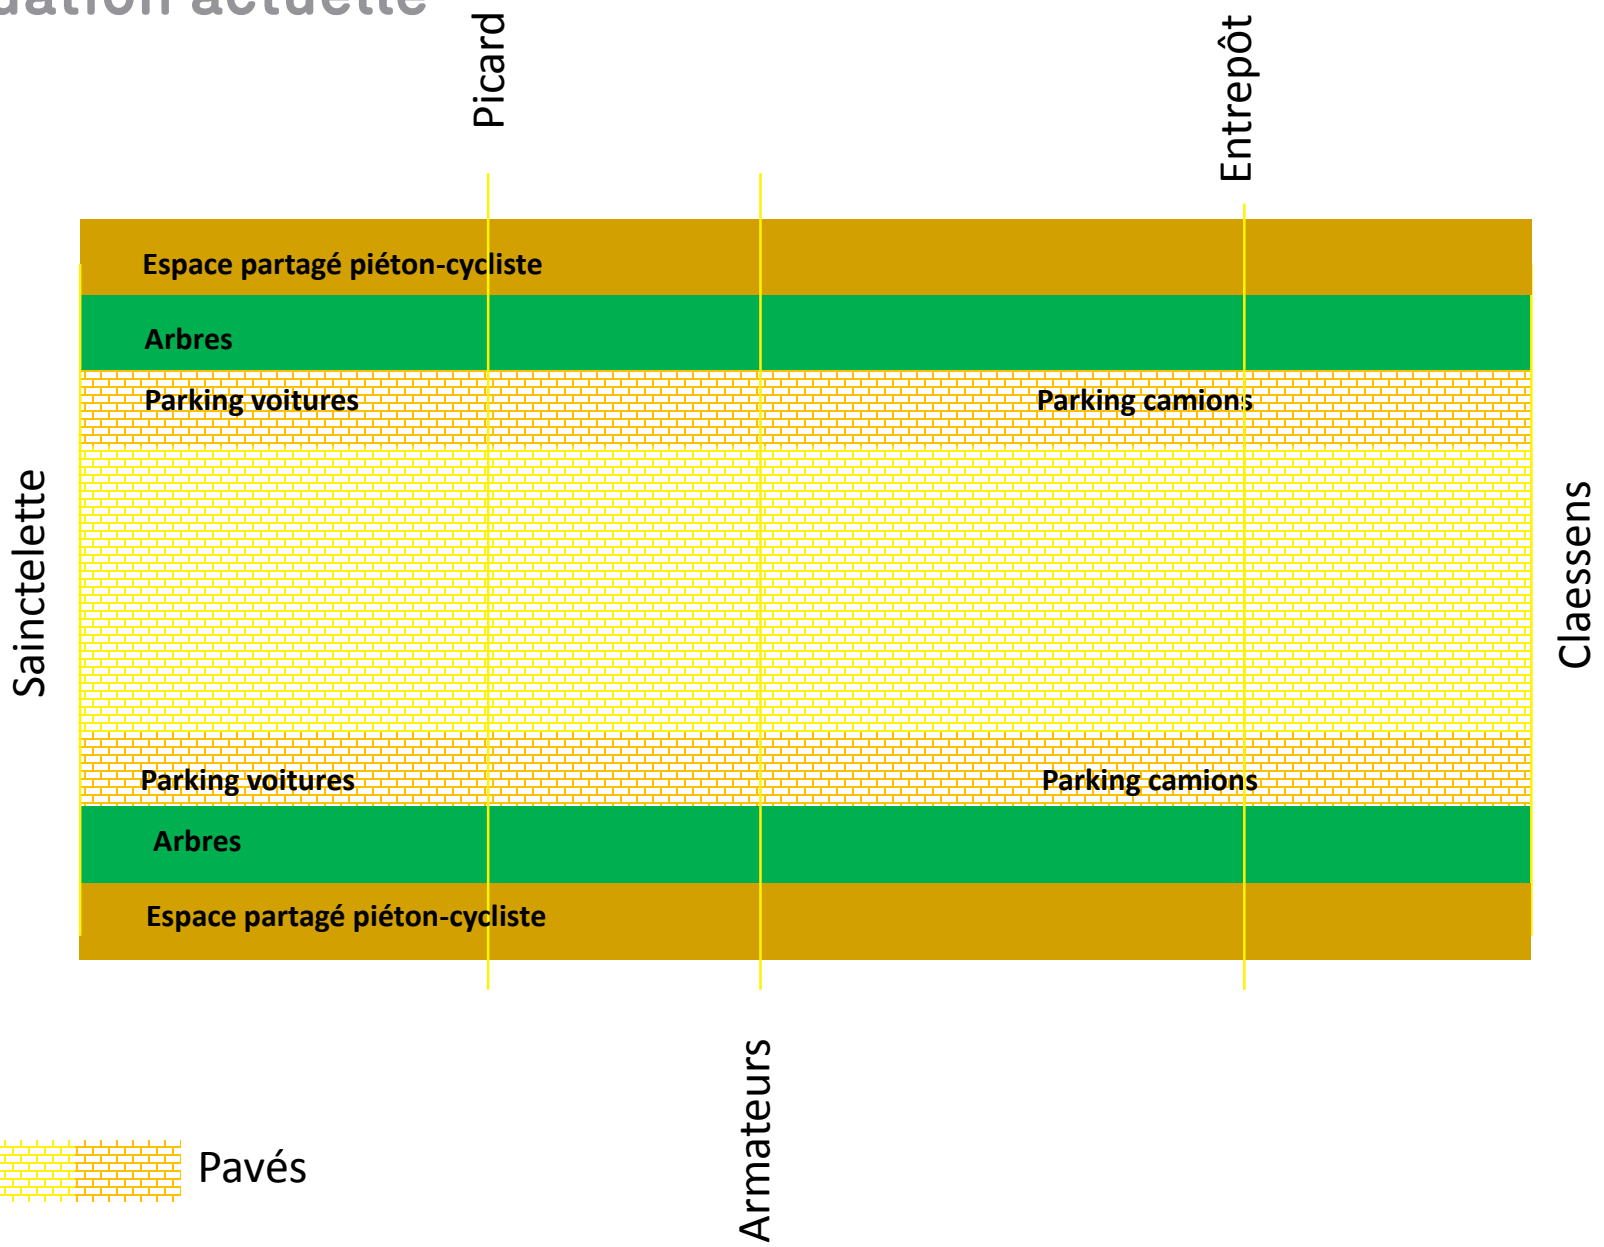 actuelle
Picard
Entrepôt
Espace partagé piéton-cycliste
Arbres
Parking voitures
Parking camions
Sainctelette
Claessens
Parking voitures
Parking camions
Arbres
Espace partagé piéton-cycliste
Armateurs
Pavés